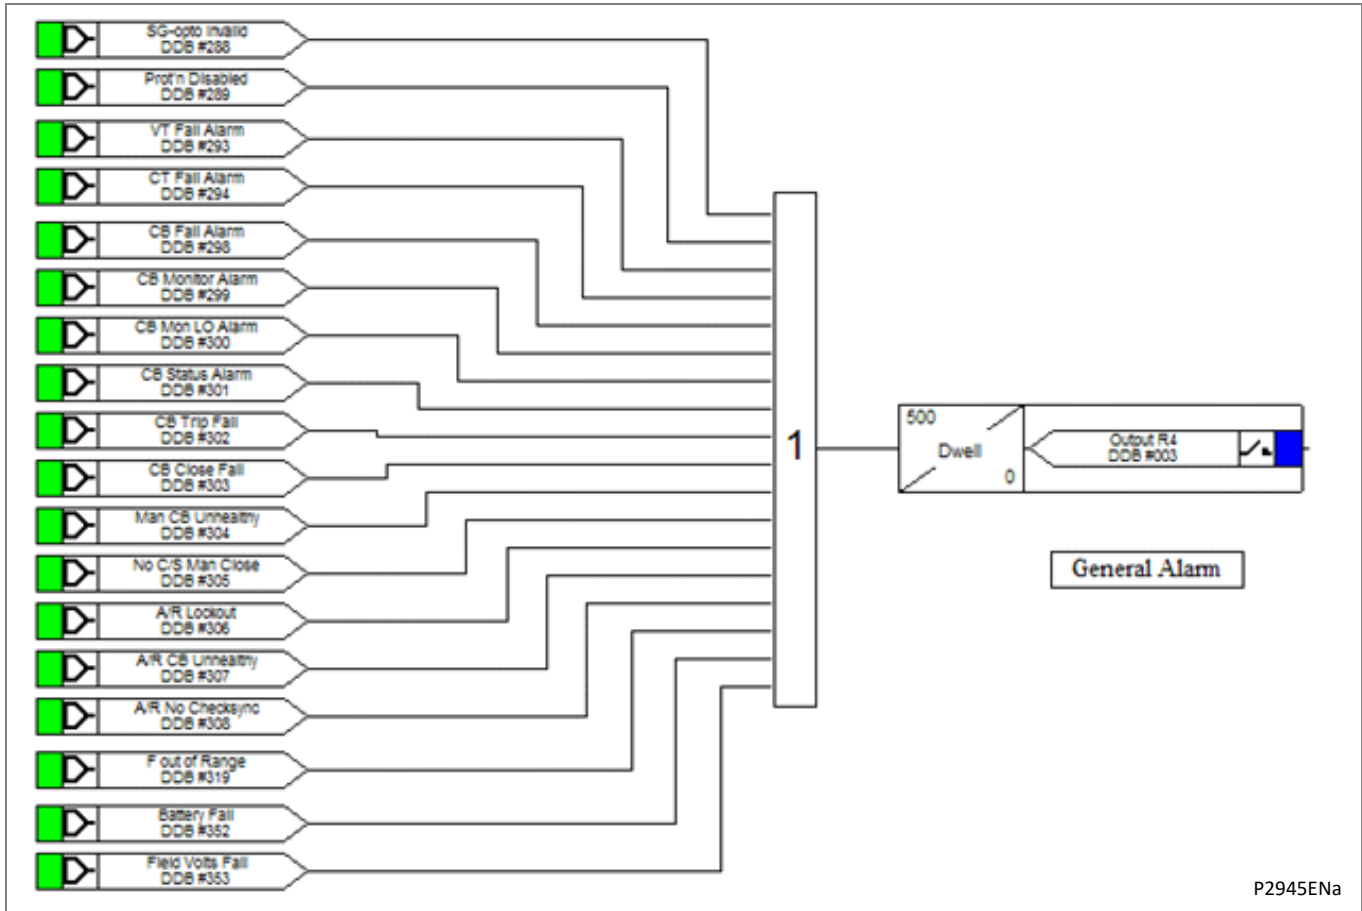 SG-opto Invalid
DDB #288
Prot'n Disabled
DDB #289
VT Fail Alarm
DDB #293
CT Fail Alarm
DDB #294
CB Fail Alarm
DDB #298
CB Monitor Alarm
DDB #299
CB Mon LO Alarm
DDB #300
CB Status Alarm
DDB #301
CB Trip Fail
DDB #302
CB Close Fail
DDB #303
Man CB Unhealthy
DDB #304
No C/S Man Close
DDB #305
A/R Lockout
DDB #306
A/R CB Unhealthy
DDB #307
A/R No Checksync
DDB #308
F out of Range
DDB #319
Battery Fail
DDB #352
Field Volts Fail
DDB #353
1
500
Dwell
0
Output R4
DDB #003
General Alarm
P2945ENa